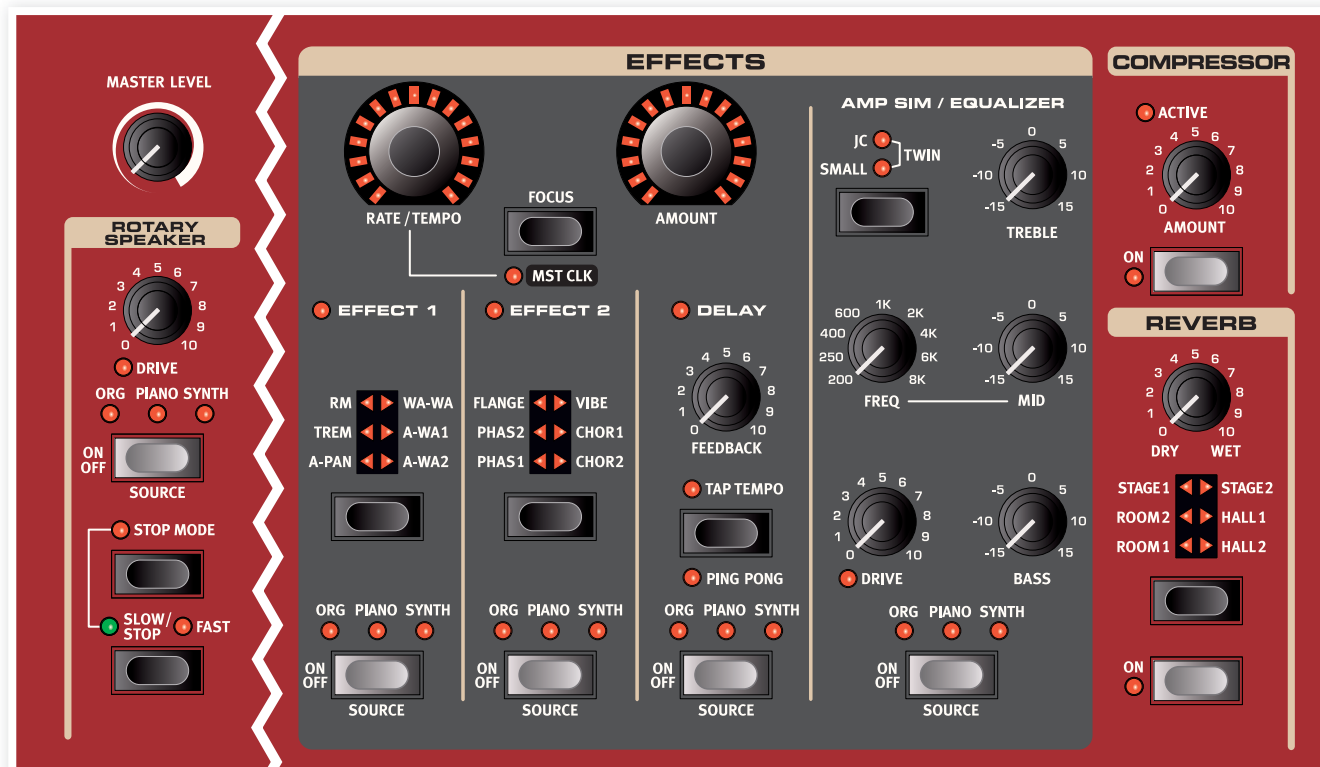 MASTER LEVEL
ROTARY
SPEAKER
0 1 2 3 4 5 6 7 8 9 10
DRIVE
ORG PIANO SYNTH
ON
OFF
SOURCE
STOP MODE
SLOW/
STOP
FAST
EFFECTS
RATE/TEMPO
FOCUS
AMOUNT
MST CLK
EFFECT 1
RM WA-WA
TREM A-WA1
A-PAN A-WA2
ORG PIANO SYNTH
ON
OFF
SOURCE
EFFECT 2
FLANGE VIBE
PHAS2 CHOR1
PHAS1 CHOR2
ORG PIANO SYNTH
ON
OFF
SOURCE
DELAY
0 1 2 3 4 5 6 7 8 9 10
FEEDBACK
TAP TEMPO
PING PONG
ORG PIANO SYNTH
ON
OFF
SOURCE
AMP SIM / EQUALIZER
JC
SMALL
TWIN
-15 -10 -5 0 5 10 15
TREBLE
200 250 400 600 1K 2K 4K 6K 8K
FREQ
-15 -10 -5 0 5 10 15
MID
0 1 2 3 4 5 6 7 8 9 10
DRIVE
-15 -10 -5 0 5 10 15
BASS
ORG PIANO SYNTH
ON
OFF
SOURCE
COMPRESSOR
ACTIVE
0 1 2 3 4 5 6 7 8 9 10
AMOUNT
ON
REVERB
0 1 2 3 4 5 6 7 8 9 10
DRY WET
STAGE1 STAGE2
ROOM2 HALL1
ROOM1 HALL2
ON